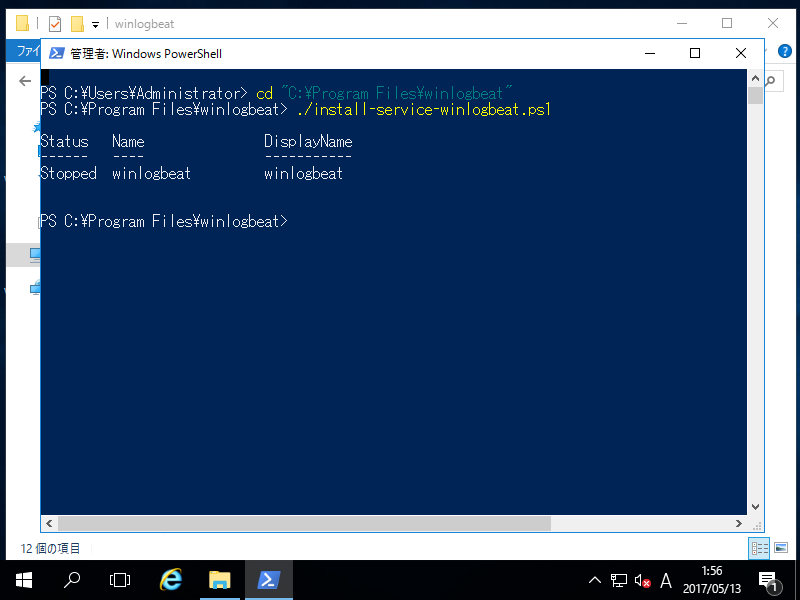 winlogbeat
ファイ
管理者: Windows PowerShell
PS C:¥Users¥Administrator> cd "C:¥Program Files¥winlogbeat"
PS C:¥Program Files¥winlogbeat> ./install-service-winlogbeat.ps1
Status Name DisplayName
------ ---- -----------
Stopped winlogbeat winlogbeat
PS C:¥Program Files¥winlogbeat>
12 個の項目
A
1:56
2017/05/13
1